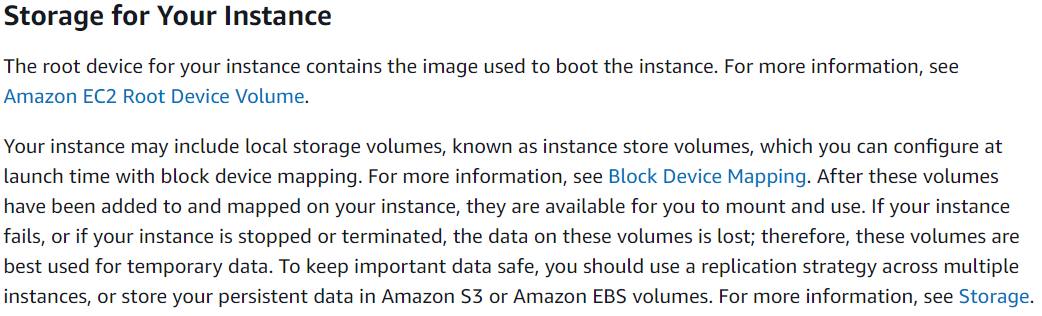 Storage for Your Instance
The root device for your instance contains the image used to boot the instance. For more information, see
Amazon EC2 Root Device Volume.
Your instance may include local storage volumes, known as instance store volumes, which you can configure at
launch time with block device mapping. For more information, see Block Device Mapping. After these volumes
have been added to and mapped on your instance, they are available for you to mount and use. If your instance
fails, or if your instance is stopped or terminated, the data on these volumes is lost; therefore, these volumes are
best used for temporary data. To keep important data safe, you should use a replication strategy across multiple
instances, or store your persistent data in Amazon S3 or Amazon EBS volumes. For more information, see Storage.